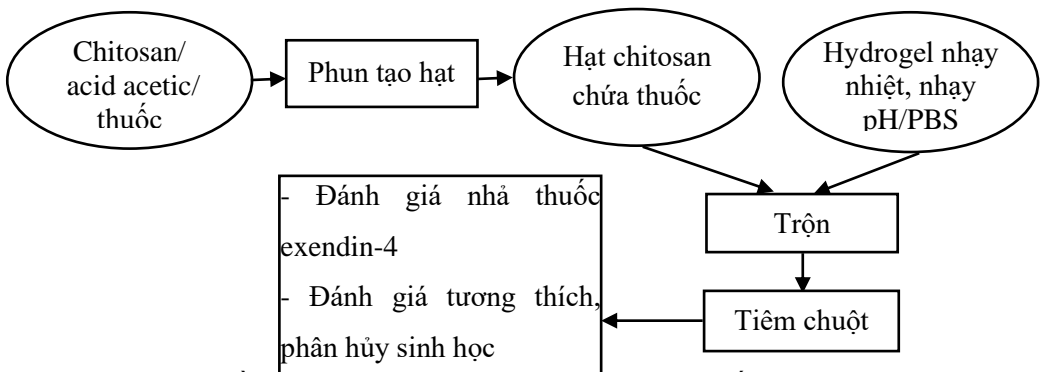 Chitosan/
acid acetic/
thuốc
Phun tạo hạt
Hạt chitosan
chứa thuốc
Hydrogel nhạy
nhiệt, nhạy
pH/PBS
Trộn
Tiêm chuột
- Đánh giá nhả thuốc
exendin-4
- Đánh giá tương thích,
phân hủy sinh học